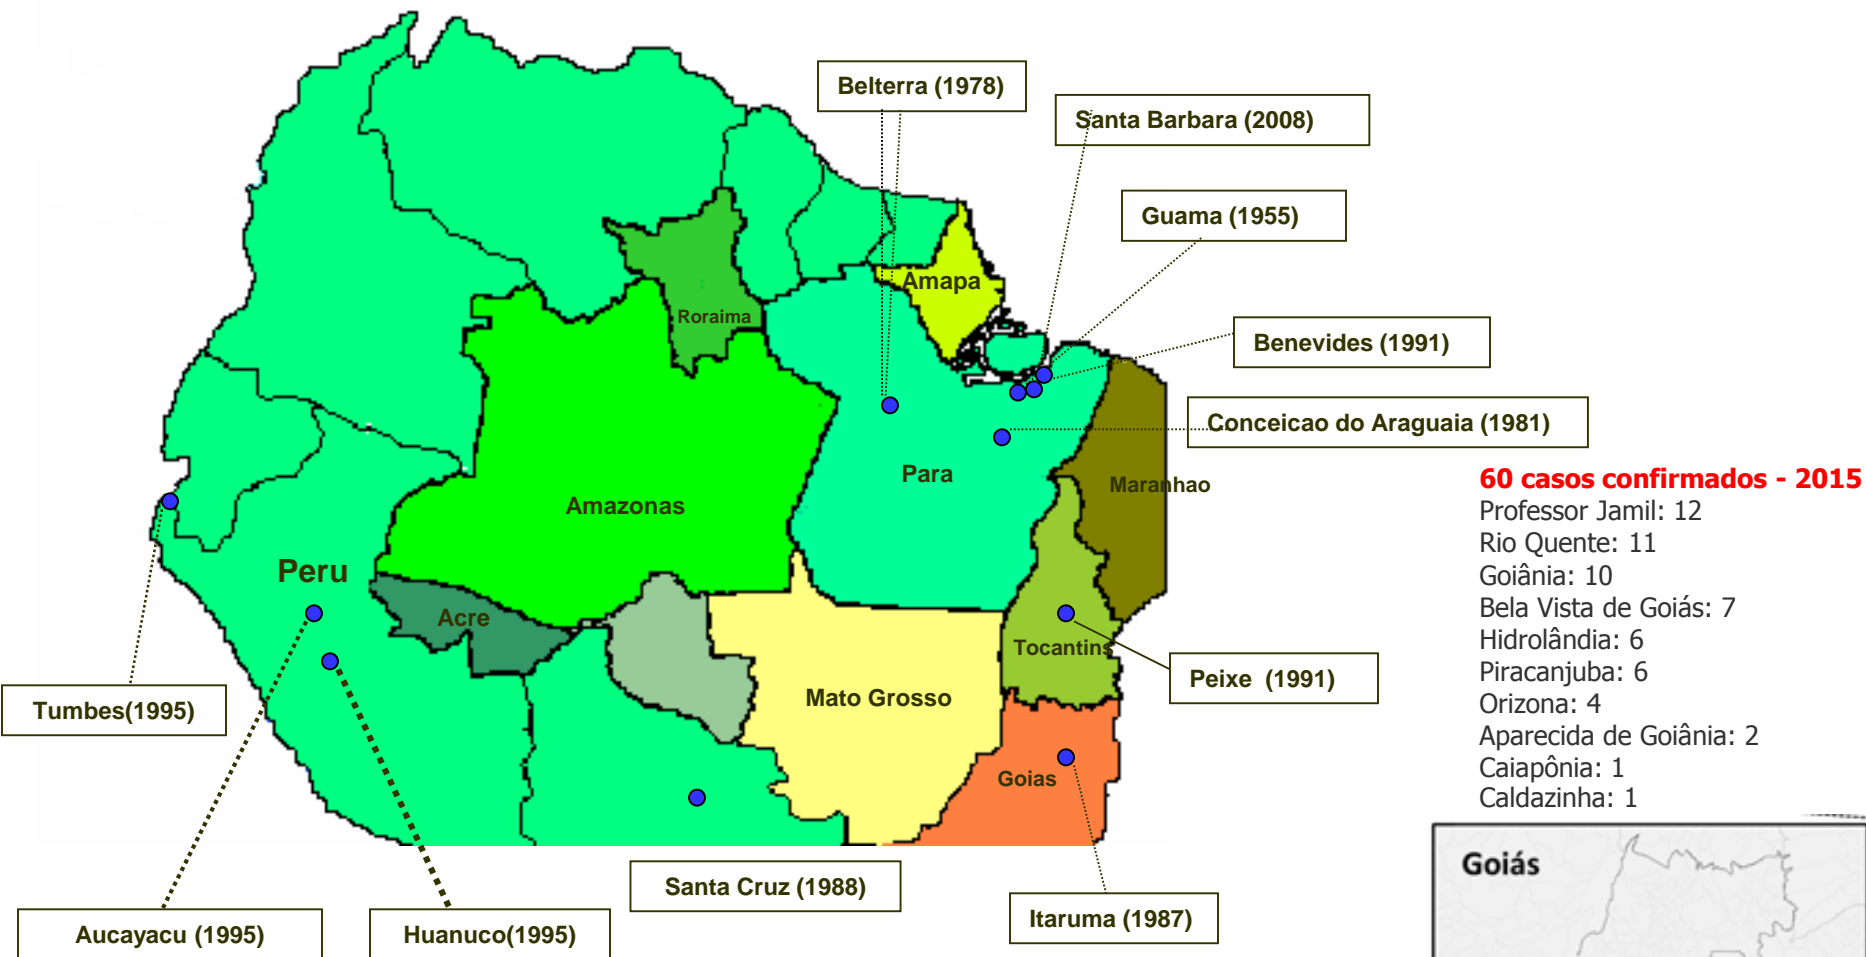 Belterra (1978)
Santa Barbara (2008)
Guama (1955)
Amapa
Roraima
Benevides (1991)
Conceicao do Araguaia (1981)
Para
Maranhao
Amazonas
60 casos confirmados - 2015
Professor Jamil: 12
Rio Quente: 11
Goiânia: 10
Bela Vista de Goiás: 7
Hidrolândia: 6
Piracanjuba: 6
Orizona: 4
Aparecida de Goiânia: 2
Caiapônia: 1
Caldazinha: 1
Peru
Acre
Tocantins
Mato Grosso
Peixe (1991)
Tumbes(1995)
Goias
Santa Cruz (1988)
Itaruma (1987)
Aucayacu (1995)
Huanuco(1995)
Goiás